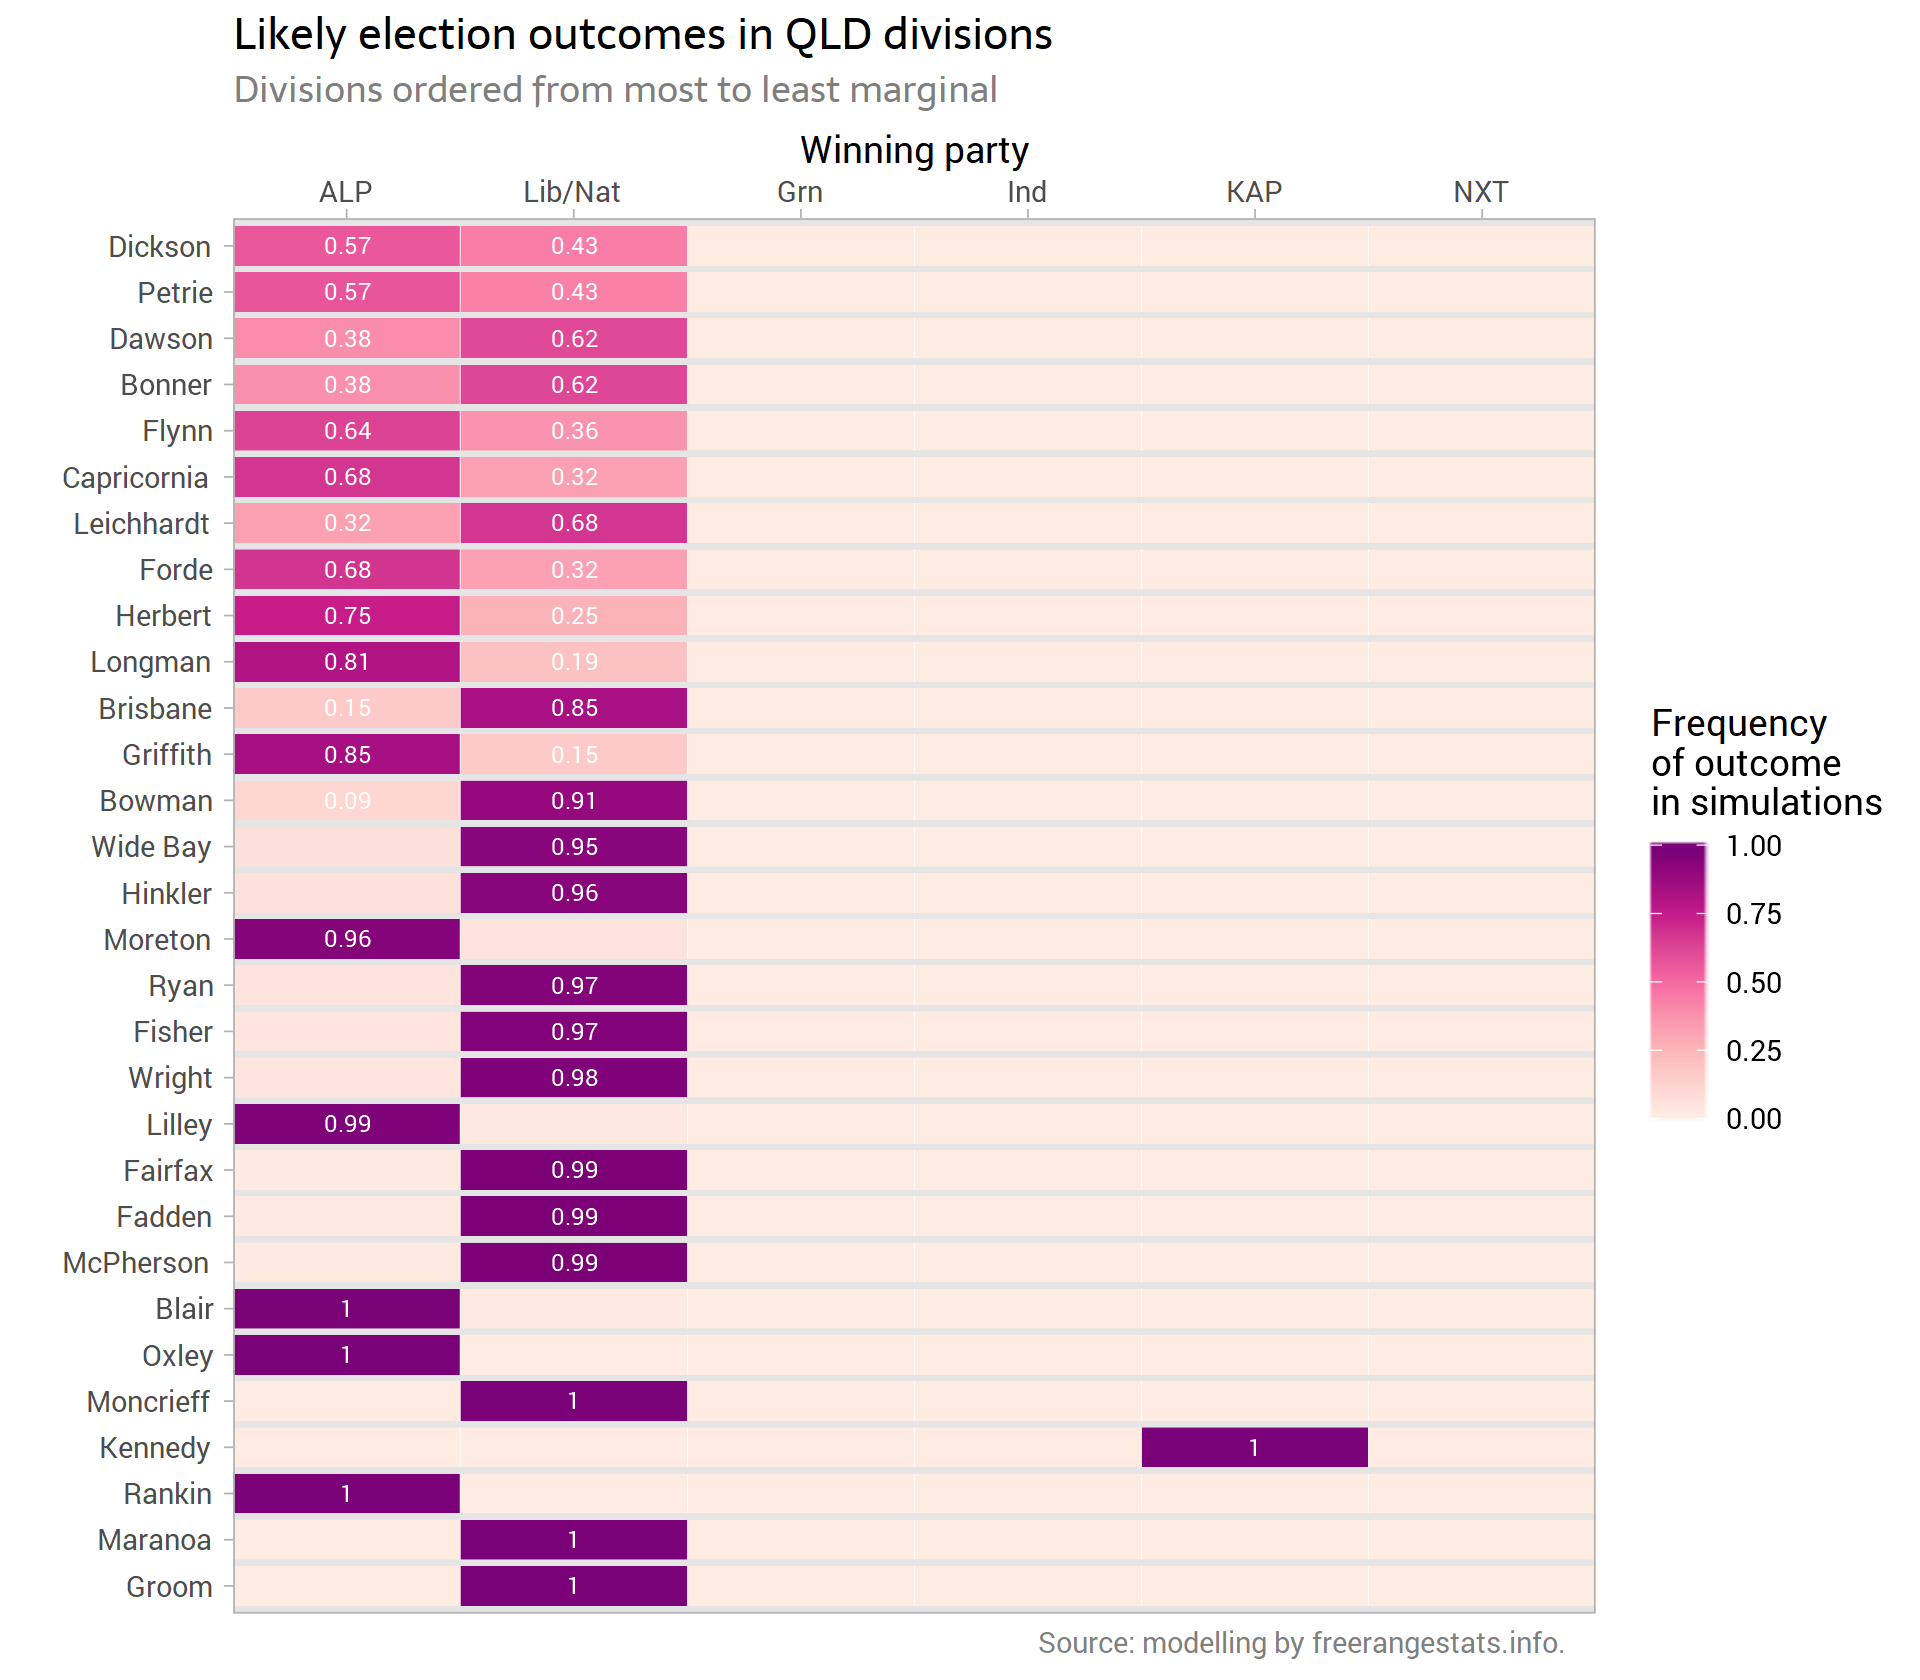 Likely election outcomes in QLD divisions
Divisions ordered from most to least marginal
Winning party
ALP Lib/Nat Grn Ind KAP NXT
Dickson 0.57 0.43
Petrie 0.57 0.43
Dawson 0.38 0.62
Bonner 0.38 0.62
Flynn 0.64 0.36
Capricornia 0.68 0.32
Leichhardt 0.32 0.68
Forde 0.68 0.32
Herbert 0.75 0.25
Longman 0.81 0.19
Brisbane 0.15 0.85
Griffith 0.85 0.15
Bowman 0.09 0.91
Wide Bay 0.95
Hinkler 0.96
Moreton 0.96
Ryan 0.97
Fisher 0.97
Wright 0.98
Lilley 0.99
Fairfax 0.99
Fadden 0.99
McPherson 0.99
Blair 1
Oxley 1
Moncrieff 1
Kennedy 1
Rankin 1
Maranoa 1
Groom 1
Frequency
of outcome
in simulations
1.00
0.75
0.50
0.25
0.00
Source: modelling by freerangestats.info.